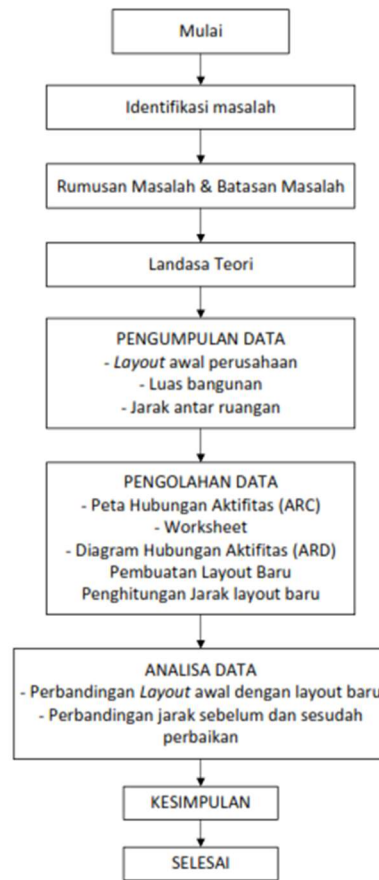 Mulai
Identifikasi masalah
Rumusan Masalah & Batasan Masalah
Landasa Teori
PENGUMPULAN DATA
- Layout awal perusahaan
- Luas bangunan
- Jarak antar ruangan
PENGOLAHAN DATA
- Peta Hubungan Aktifitas (ARC)
- Worksheet
- Diagram Hubungan Aktifitas (ARD)
Pembuatan Layout Baru
Penghitungan Jarak layout baru
ANALISA DATA
- Perbandingan Layout awal dengan layout baru
- Perbandingan jarak sebelum dan sesudah
perbaikan
KESIMPULAN
SELESAI